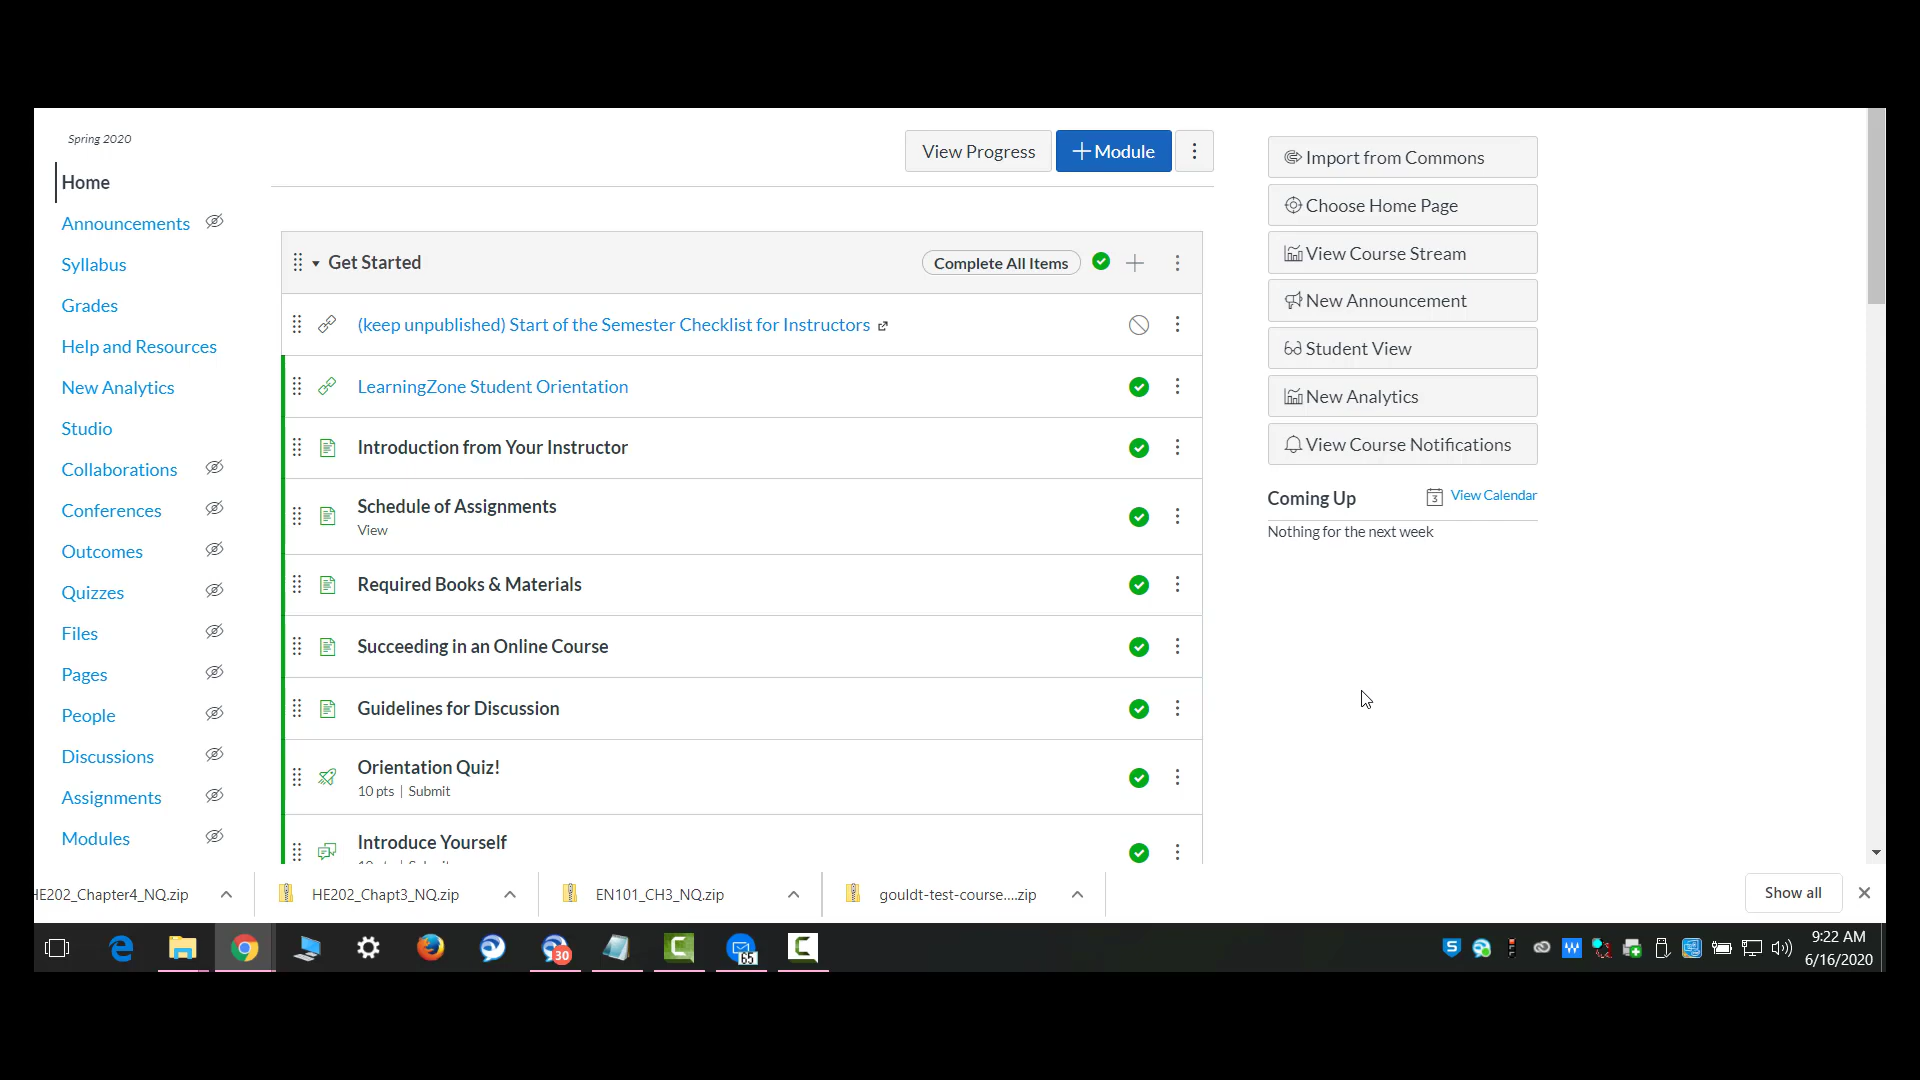 Spring 2020
Home
Announcements
Syllabus
Grades
Help and Resources
New Analytics
Studio
Collaborations
Conferences
Outcomes
Quizzes
Files
Pages
People
Discussions
Assignments
Modules
View Progress
Module
Get Started
Complete All Items
(keep unpublished) Start of the Semester Checklist for Instructors
LearningZone Student Orientation
Introduction from Your Instructor
Schedule of Assignments
View
Required Books & Materials
Succeeding in an Online Course
Guidelines for Discussion
Orientation Quiz!
10 pts | Submit
Introduce Yourself
Import from Commons
Choose Home Page
View Course Stream
New Announcement
Student View
New Analytics
View Course Notifications
Coming Up
3
View Calendar
Nothing for the next week
HE202_Chapter4_NQ.zip
HE202_Chapt3_NQ.zip
EN101_CH3_NQ.zip
gouldt-test-course....zip
Show all
30
65
9:22 AM
6/16/2020